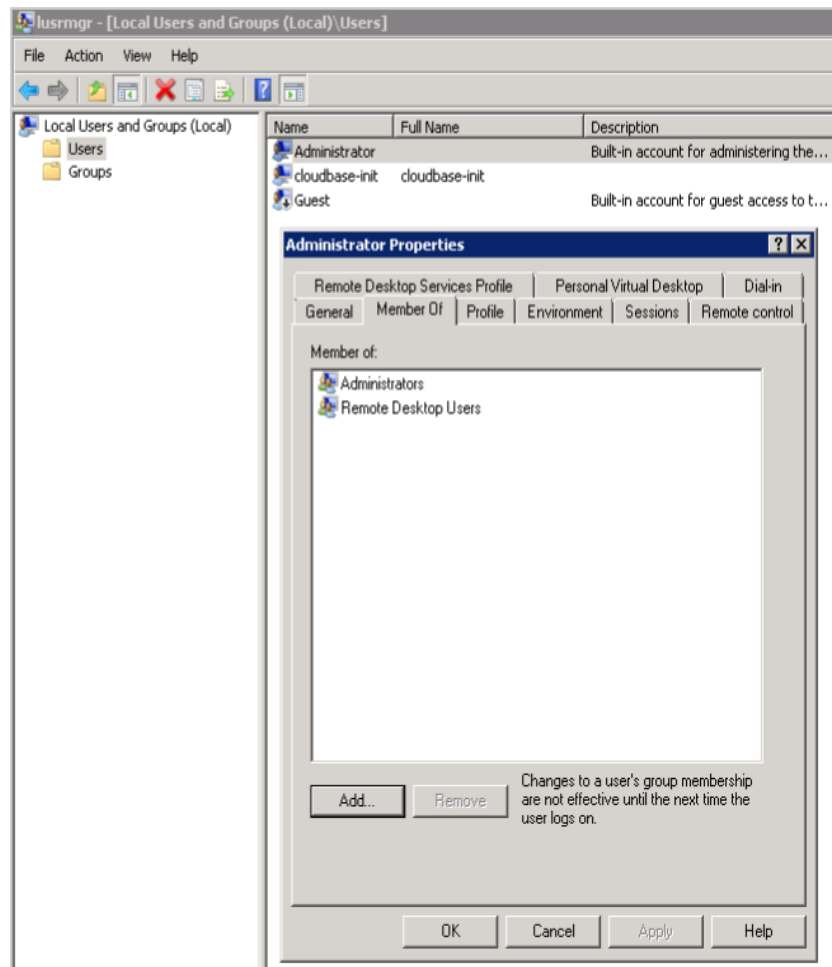 lusrmgr - [Local Users and Groups (Local)\Users]
File Action View Help
Local Users and Groups (Local)
Users
Groups
Name Full Name Description
Administrator Built-in account for administering the...
cloudbase-init cloudbase-init
Guest Built-in account for guest access to t...
Administrator Properties
Remote Desktop Services Profile Personal Virtual Desktop Dial-in
General Member Of Profile Environment Sessions Remote control
Member of:
Administrators
Remote Desktop Users
Add... Remove
Changes to a user's group membership
are not effective until the next time the
user logs on.
OK Cancel Apply Help